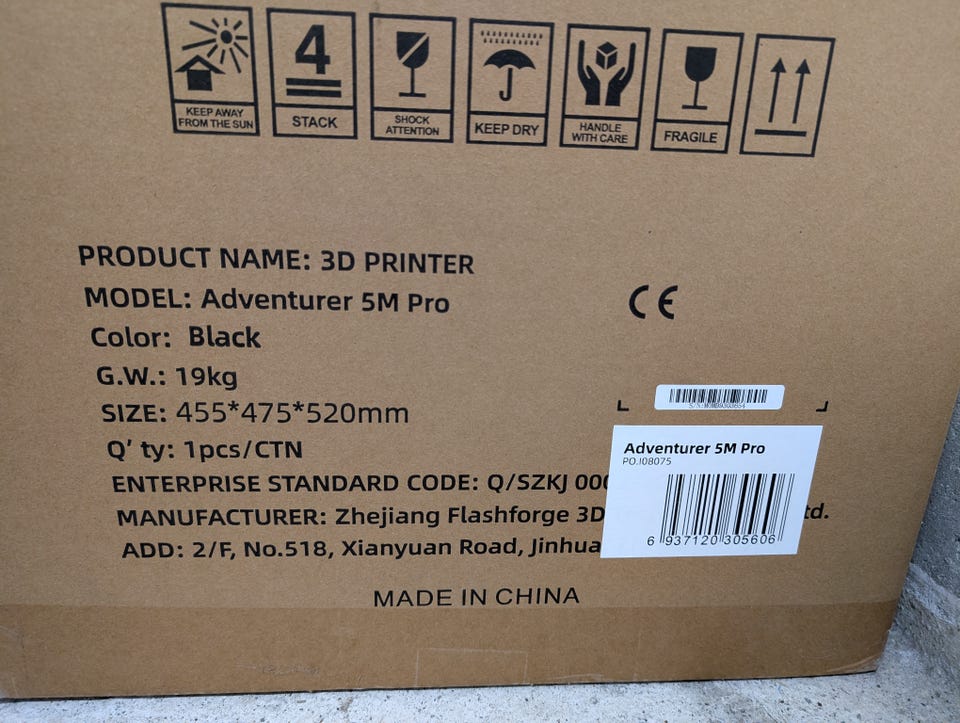 KEEP AWAY
FROM THE SUN
4
STACK
SHOCK
ATTENTION
KEEP DRY
HANDLE
WITH CARE
FRAGILE
PRODUCT NAME: 3D PRINTER
MODEL: Adventurer 5M Pro
CE
Color: Black
G.W.: 19kg
SIZE: 455*475*520mm
Q' ty: 1pcs/CTN
ENTERPRISE STANDARD CODE: Q/SZKJ
MANUFACTURER: Zhejiang Flashforge 3D
ADD: 2/F, No.518, Xianyuan Road, Jinhua
Adventurer 5M Pro
PO.108075
6 937120 305606
MADE IN CHINA